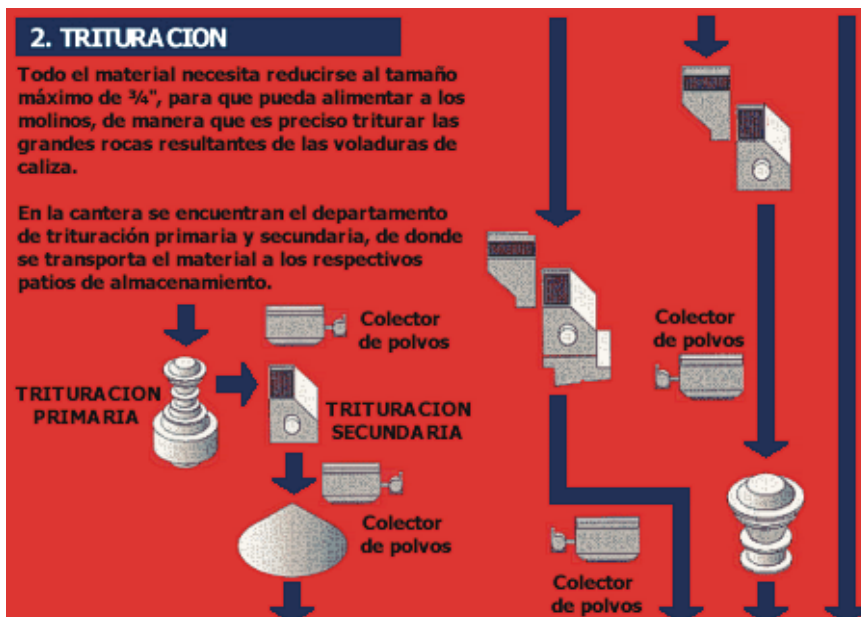 2. TRITURACION
Todo el material necesita reducirse al tamaño
máximo de ¾", para que pueda alimentar a los
molinos, de manera que es preciso triturar las
grandes rocas resultantes de las voladuras de
caliza.
En la cantera se encuentran el departamento
de trituración primaria y secundaria, de donde
se transporta el material a los respectivos
patios de almacenamiento.
Colector
de polvos
TRITURACION
PRIMARIA
TRITURACION
SECUNDARIA
Colector
de polvos
Colector
de polvos
Colector
de polvos